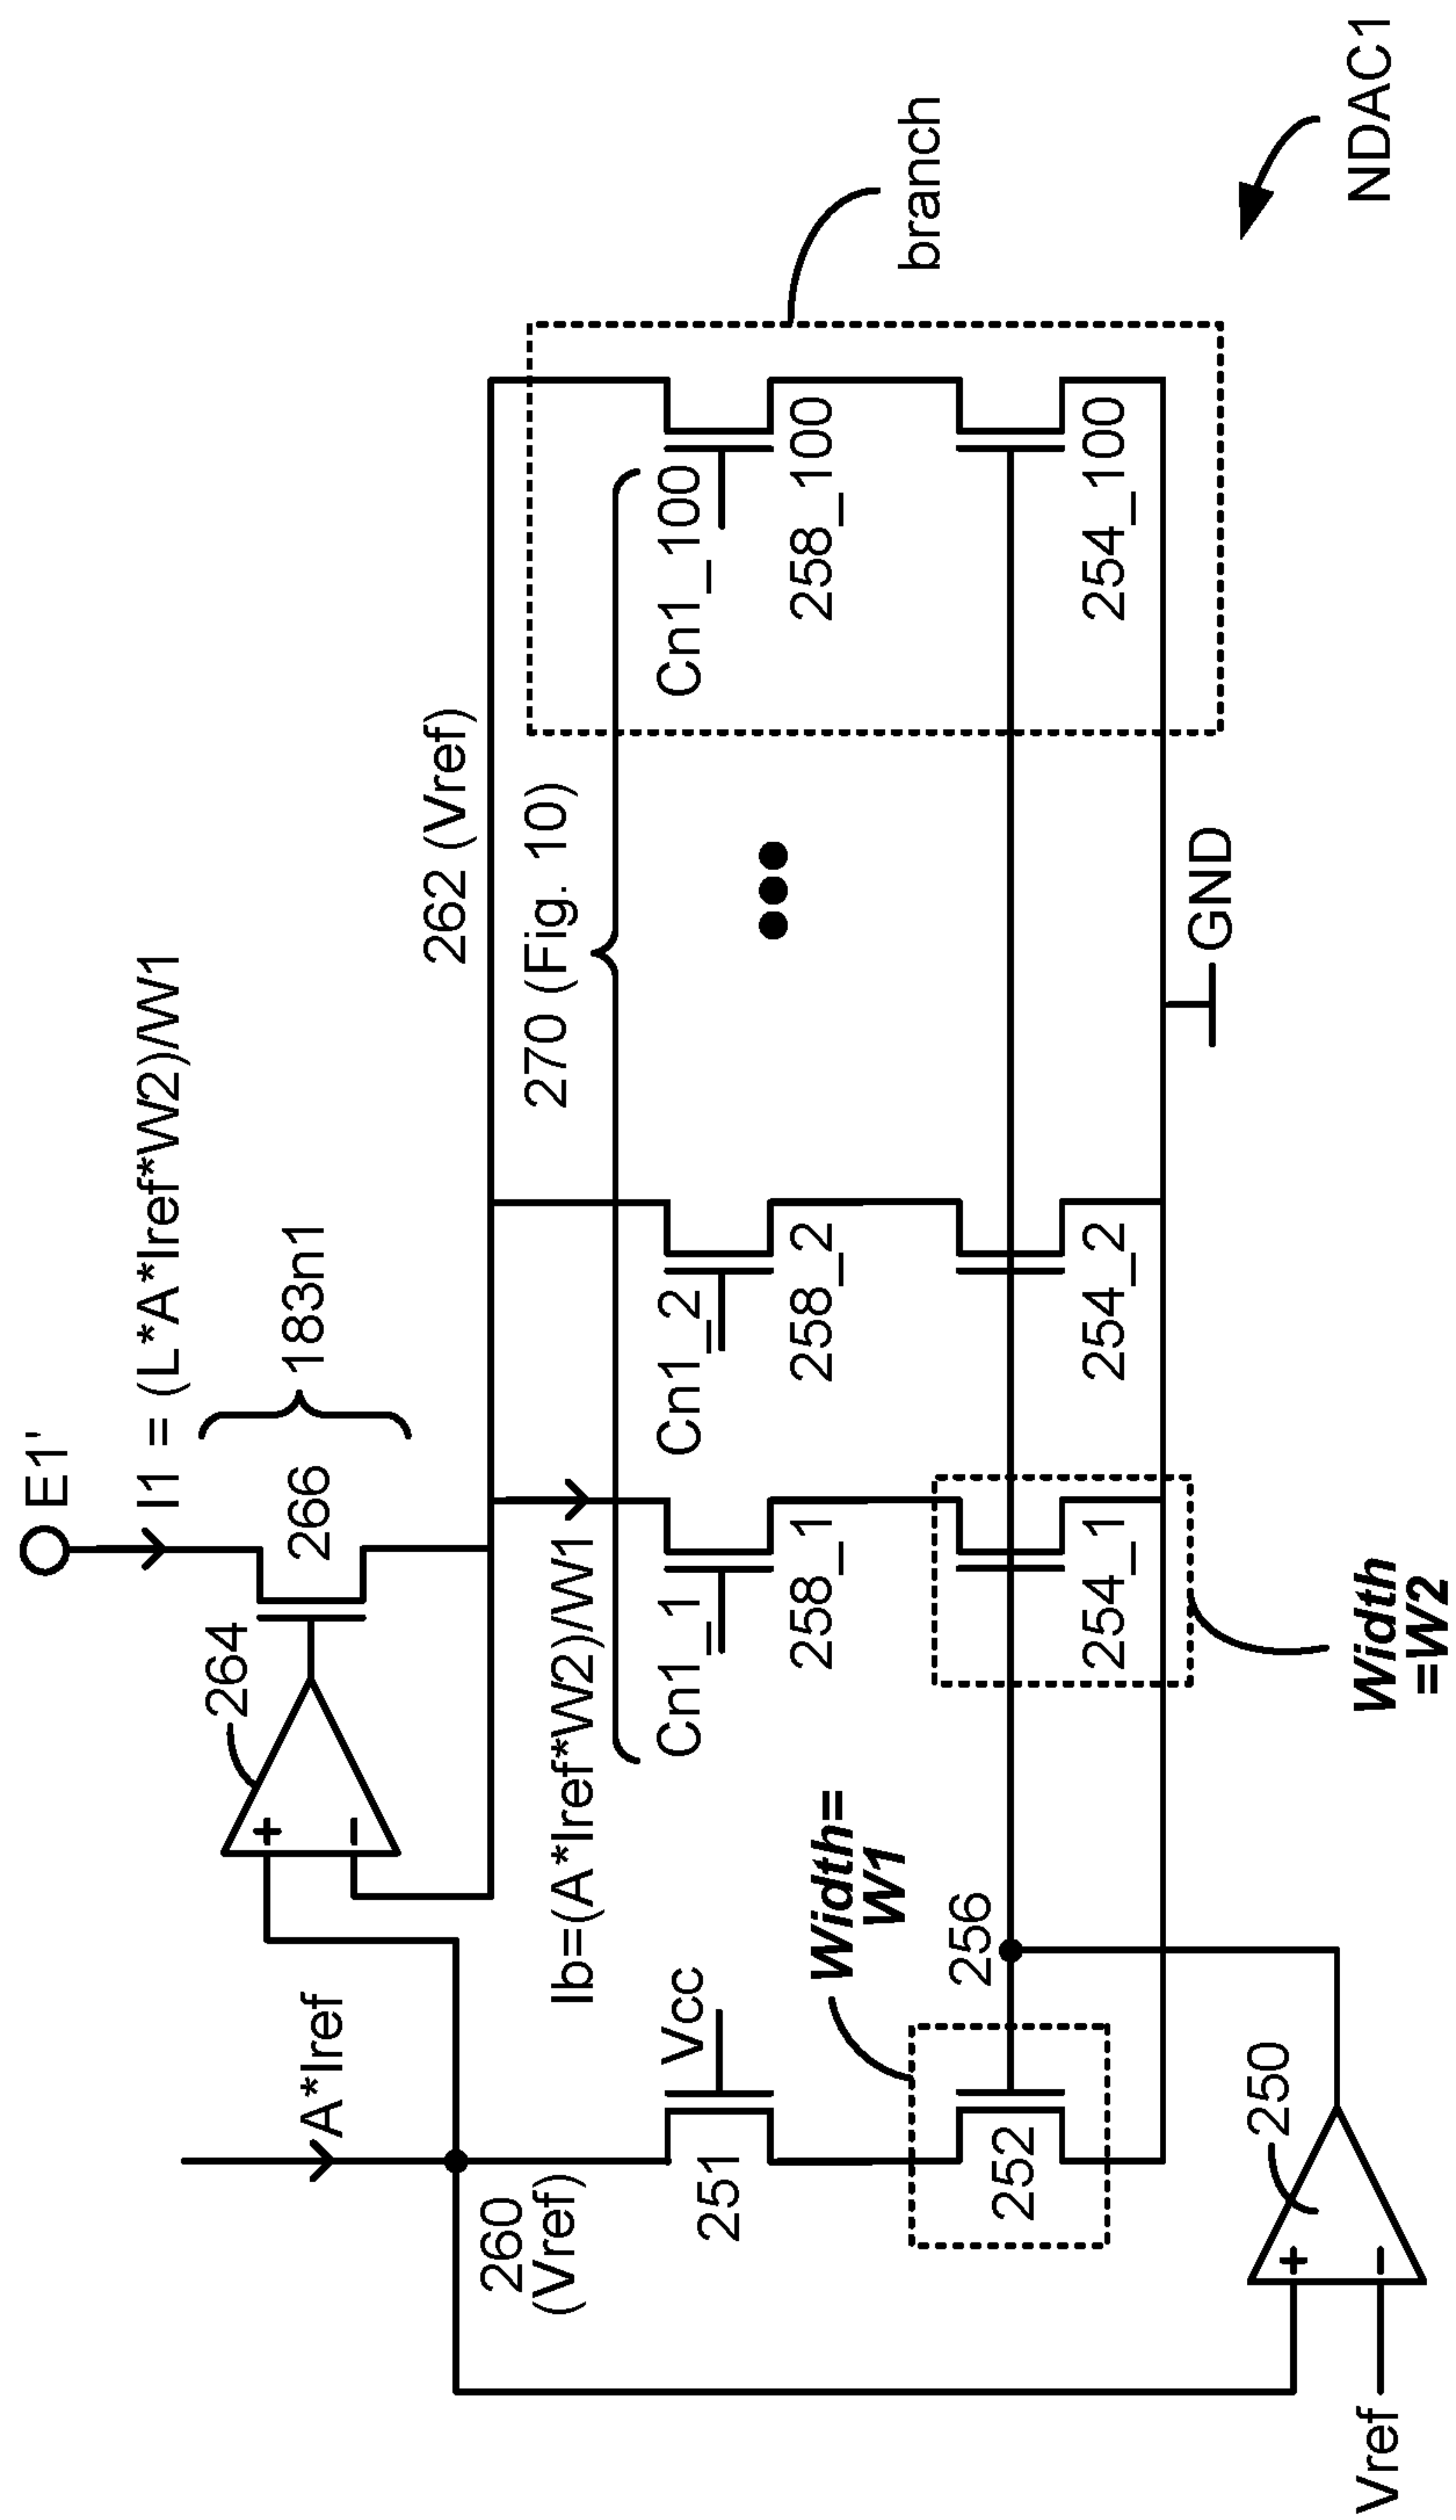 E1'
I1 = (L*A*Iref*W2)/W1
264
266
183n1
A*Iref
262 (Vref)
260
(Vref)
Ib=(A*Iref*W2)/W1
270 (Fig. 10)
branch
Vcc
251
Cn1_1
Cn1_2
Cn1_100
258_1
258_2
258_100
Width=
W1
256
252
254_1
254_2
254_100
GND
250
Vref
Width
=W2
NDAC1
+
-
+
-